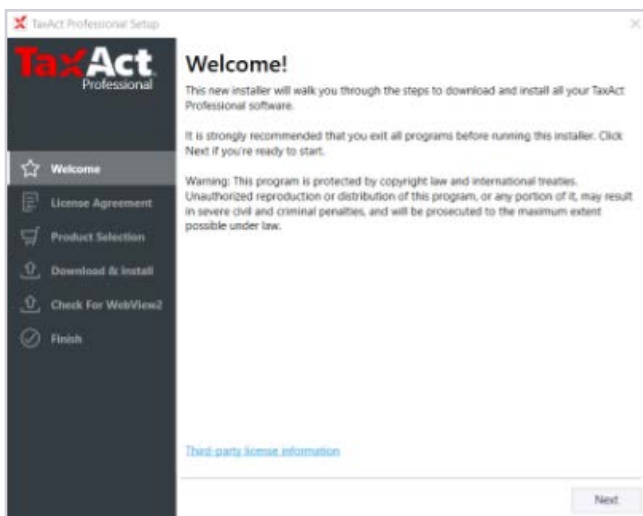 TaxAct Professional Setup
TaxAct
Professional
Welcome
License Agreement
Product Selection
Download & Install
Check For WebView2
Finish
Welcome!
This new installer will walk you through the steps to download and install all your TaxAct
Professional software.
It is strongly recommended that you exit all programs before running this installer. Click
Next if you're ready to start.
Warning: This program is protected by copyright law and international treaties.
Unauthorized reproduction or distribution of this program, or any portion of it, may result
in severe civil and criminal penalties, and will be prosecuted to the maximum extent
possible under law.
Third-party license information
Next